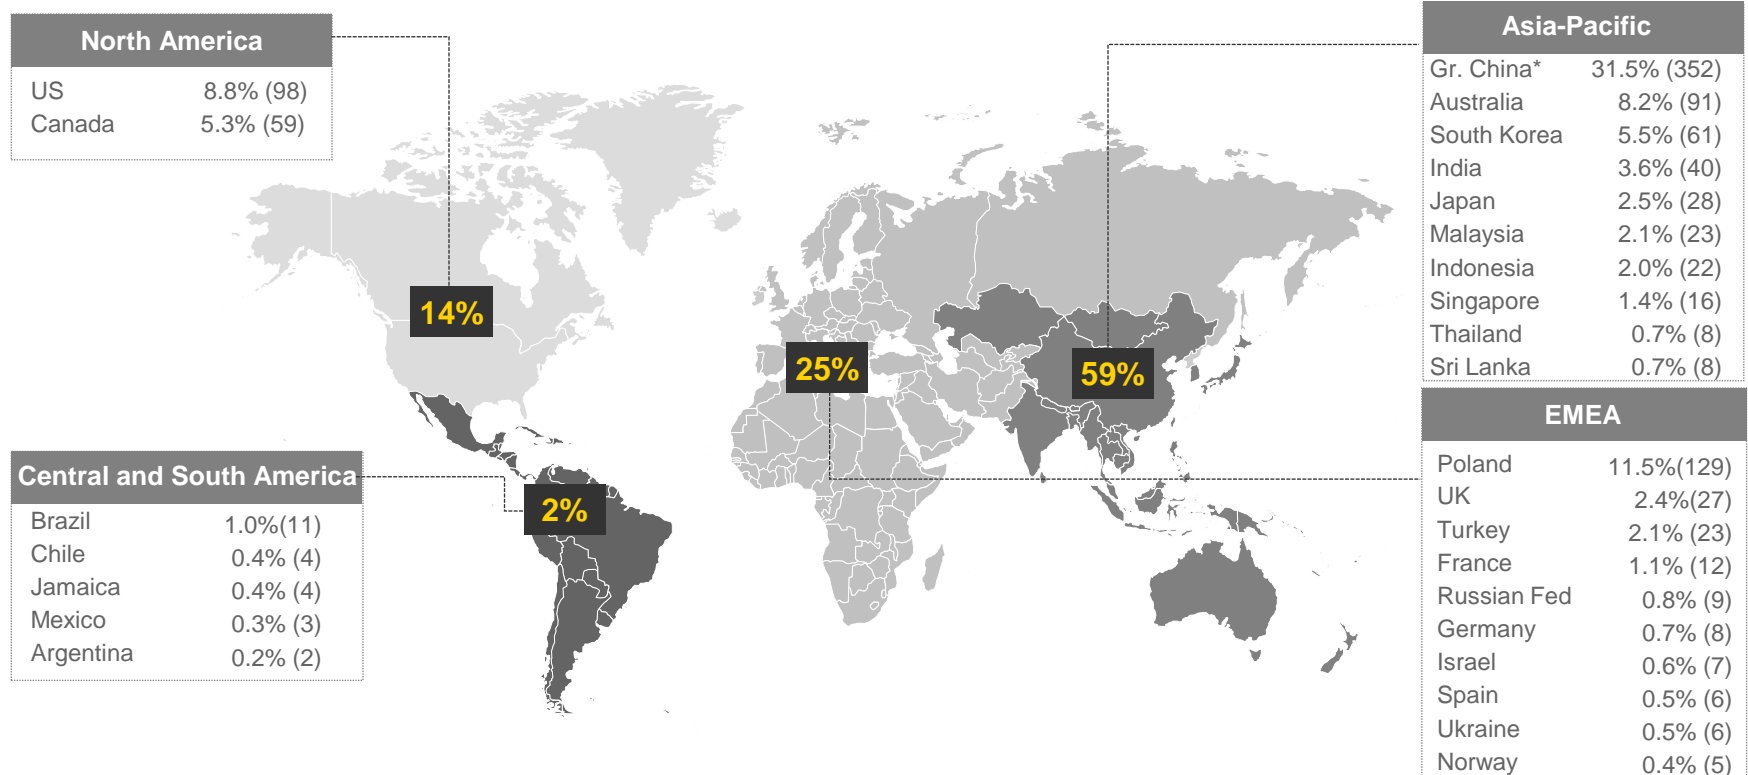 North America
US 8.8% (98)
Canada 5.3% (59)
14%
Central and South America
Brazil 1.0%(11)
Chile 0.4% (4)
Jamaica 0.4% (4)
Mexico 0.3% (3)
Argentina 0.2% (2)
2%
25%
59%
Asia-Pacific
Gr. China* 31.5% (352)
Australia 8.2% (91)
South Korea 5.5% (61)
India 3.6% (40)
Japan 2.5% (28)
Malaysia 2.1% (23)
Indonesia 2.0% (22)
Singapore 1.4% (16)
Thailand 0.7% (8)
Sri Lanka 0.7% (8)
EMEA
Poland 11.5%(129)
UK 2.4%(27)
Turkey 2.1% (23)
France 1.1% (12)
Russian Fed 0.8% (9)
Germany 0.7% (8)
Israel 0.6% (7)
Spain 0.5% (6)
Ukraine 0.5% (6)
Norway 0.4% (5)